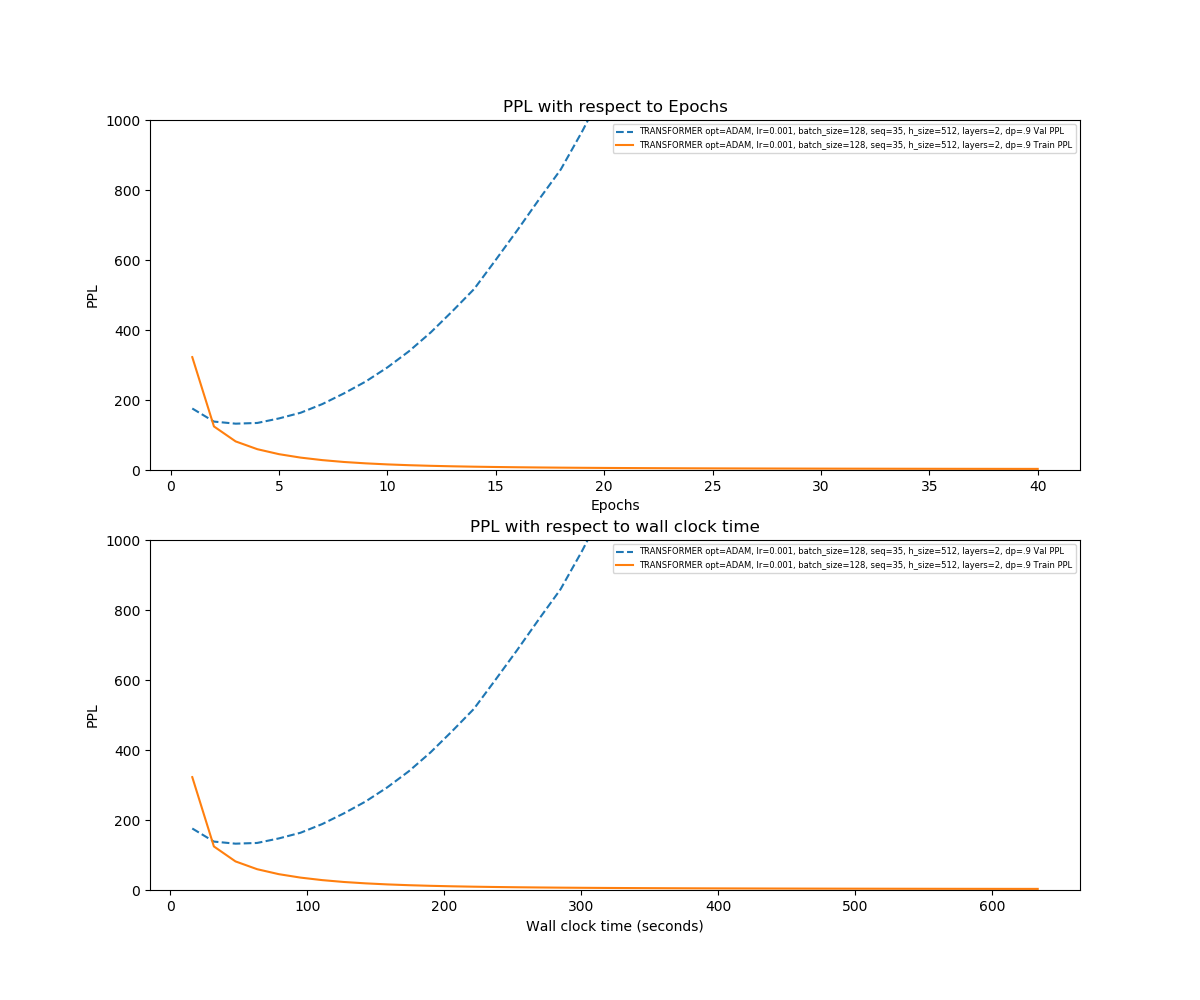 PPL with respect to Epochs
1000
800
600
400
200
0
PPL
TRANSFORMER opt=ADAM, lr=0.001, batch_size=128, seq=35, h_size=512, layers=2, dp=.9 Val PPL
TRANSFORMER opt=ADAM, lr=0.001, batch_size=128, seq=35, h_size=512, layers=2, dp=.9 Train PPL
0 5 10 15 20 25 30 35 40
Epochs
PPL with respect to wall clock time
1000
800
600
400
200
0
PPL
TRANSFORMER opt=ADAM, lr=0.001, batch_size=128, seq=35, h_size=512, layers=2, dp=.9 Val PPL
TRANSFORMER opt=ADAM, lr=0.001, batch_size=128, seq=35, h_size=512, layers=2, dp=.9 Train PPL
0 100 200 300 400 500 600
Wall clock time (seconds)